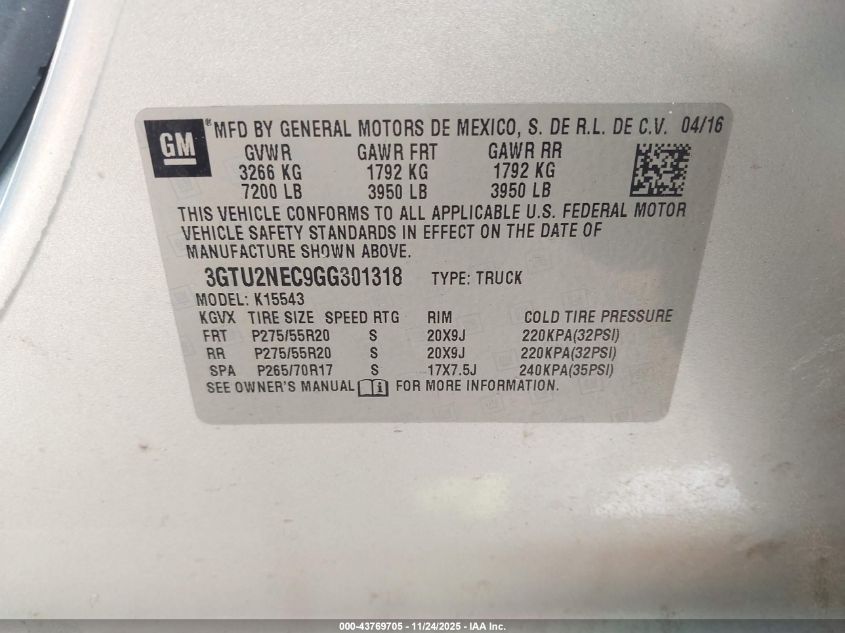 GM ® MFD BY GENERAL MOTORS DE MEXICO, S. DE R.L. DE C.V. 04/16
GVWR GAWR FRT GAWR RR
3266 KG 1792 KG 1792 KG
7200 LB 3950 LB 3950 LB
THIS VEHICLE CONFORMS TO ALL APPLICABLE U.S. FEDERAL MOTOR
VEHICLE SAFETY STANDARDS IN EFFECT ON THE DATE OF
MANUFACTURE SHOWN ABOVE.
3GTU2NEC9GG301318 TYPE: TRUCK
MODEL: K15543
KGVX TIRE SIZE SPEED RTG RIM COLD TIRE PRESSURE
FRT P275/55R20 S 20X9J 220KPA(32PSI)
RR P275/55R20 S 20X9J 220KPA(32PSI)
SPA P265/70R17 S 17X7.5J 240KPA(35PSI)
SEE OWNER'S MANUAL FOR MORE INFORMATION.
000-43769705 - 11/24/2025 - IAA Inc.